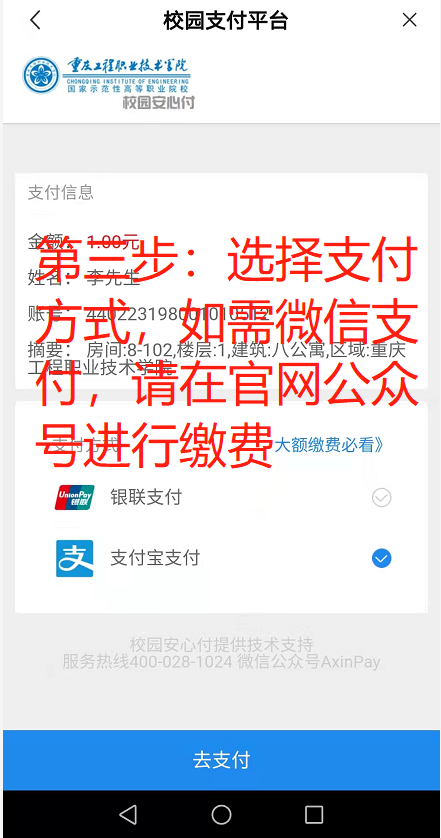 校园支付平台
重庆工程职业技术学院
CHONGQING INSTITUTE OF ENGINEERING
国家示范性高等职业院校
校园安心付
支付信息
金额: 1.00元
姓名: 李先生
第三步：选择支付
方式，如需微信支
付，请在官网公众
号进行缴费
摘要: 房间:8-102,楼层:1,建筑:八公寓,区域:重庆
工程职业技术学院
支付方式
大额缴费必看》
UnionPay
银联
银联支付
支
支付宝支付
校园安心付提供技术支持
服务热线400-028-1024 微信公众号AxinPay
去支付